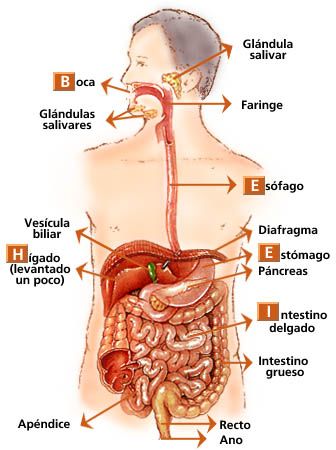 Glándula
salivar
Boca
Glándulas
salivares
Faringe
Esófago
Vesícula
biliar
Hígado
(levantado
un poco)
Diafragma
Estómago
Páncreas
Intestino
delgado
Intestino
grueso
Apéndice
Recto
Ano